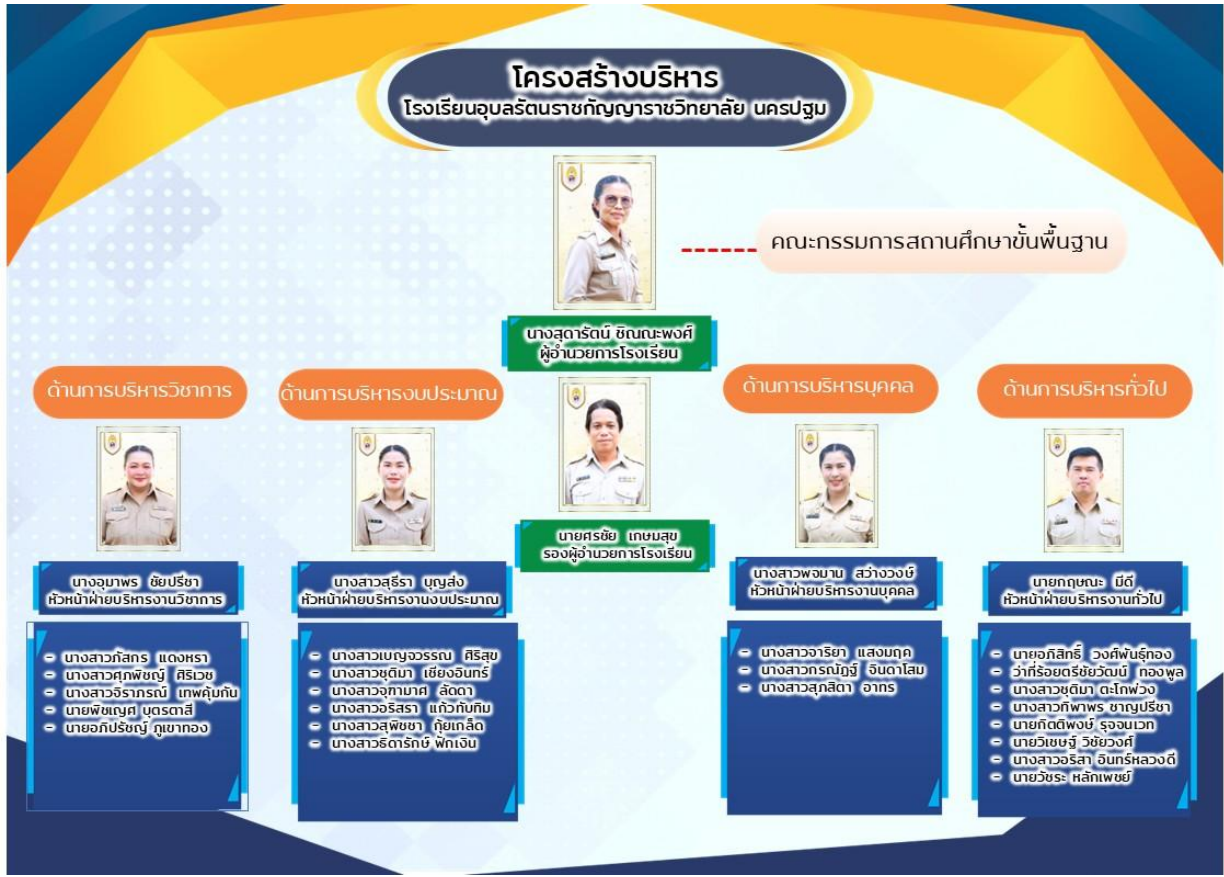 โครงสร้างบริหาร
โรงเรียนอุบลรัตนราชกัญญาราชวิทยาลัย นครปฐม
คณะกรรมการสถานศึกษาขั้นพื้นฐาน
นางสุดารัตน์ ชิณณะพงศ์
ผู้อำนวยการโรงเรียน
นายศรชัย เกษมสุข
รองผู้อำนวยการโรงเรียน
ด้านการบริหารวิชาการ
นางอุมาพร ชัยปรีชา
หัวหน้าฝ่ายบริหารงานวิชาการ
- นางสาวภัสกร แดงหรา
- นางสาวศุภพิชญ์ ศิริเวช
- นางสาวจิราภรณ์ เทพคุ้มกัน
- นายพิชเญศ บุตรตาสี
- นายอภิปรัชญ์ ภูเขาทอง
ด้านการบริหารงบประมาณ
นางสาวสุธีรา บุญส่ง
หัวหน้าฝ่ายบริหารงานงบประมาณ
- นางสาวเบญจวรรณ ศิริสุข
- นางสาวชุติมา เชียงอินทร์
- นางสาวจุฑามาศ ลัดดา
- นางสาวอริสรา แก้วทับทิม
- นางสาวสุพิชชา กุ้ยเกล็ด
- นางสาวธิดารักษ์ ฟักเงิน
ด้านการบริหารบุคคล
นางสาวพจมาน สว่างวงษ์
หัวหน้าฝ่ายบริหารงานบุคคล
- นางสาวจาริยา แสงมฤค
- นางสาวกรณัฏฐ์ จินดาโสม
- นางสาวสุภสิตา อาทร
ด้านการบริหารทั่วไป
นายกฤษณะ มีดี
หัวหน้าฝ่ายบริหารงานทั่วไป
- นายอภิสิทธิ์ วงศ์พันธุ์ทอง
- ว่าที่ร้อยตรีชัยวัฒน์ ทองพูล
- นางสาวชุติมา ตะโกพ่วง
- นางสาวทิพาพร ชาญปรีชา
- นายกิตติพงษ์ รุจจนเวท
- นายวิเชษฐ์ วิชัยวงศ์
- นางสาวอริสา อินทร์หลวงดี
- นายวัชระ หลักเพชย์